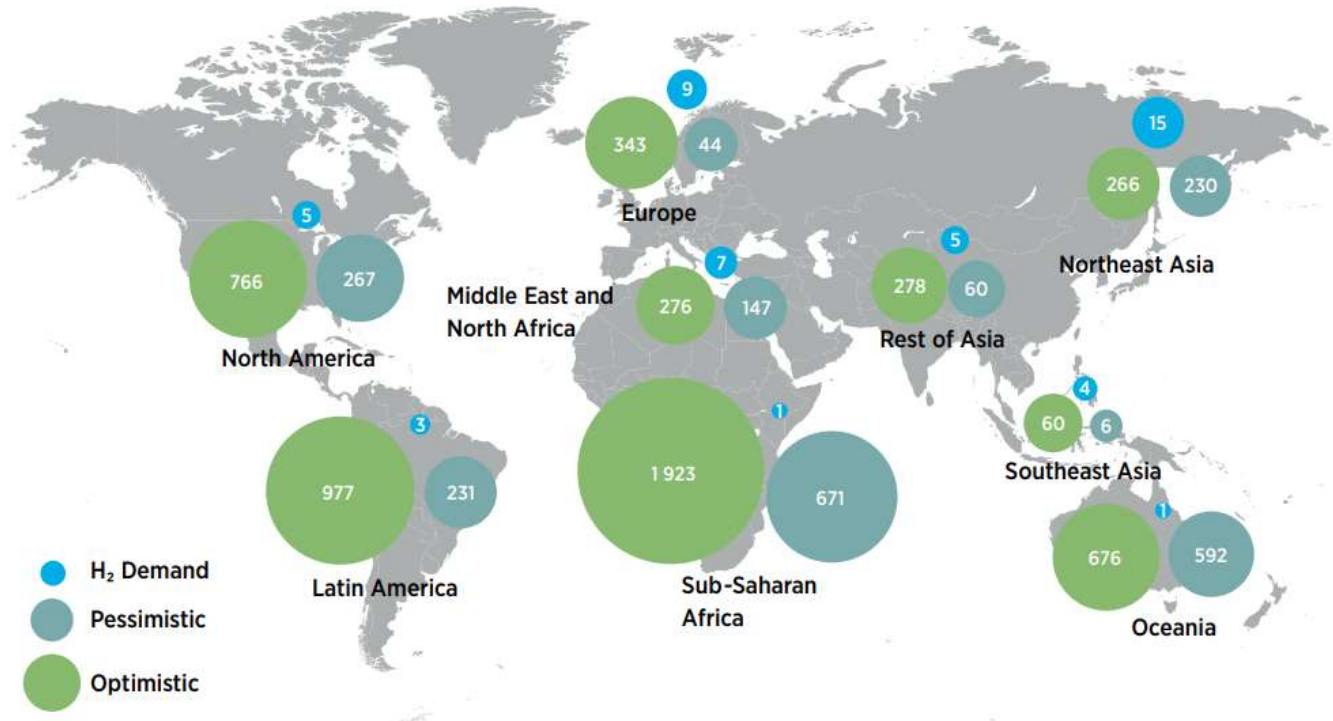 9
343
44
Europe
15
266
230
Northeast Asia
5
766
267
North America
7
276
147
Middle East and
North Africa
5
278
60
Rest of Asia
4
60
6
Southeast Asia
3
977
231
Latin America
1
1 923
671
Sub-Saharan
Africa
1
676
592
Oceania
H₂ Demand
Pessimistic
Optimistic